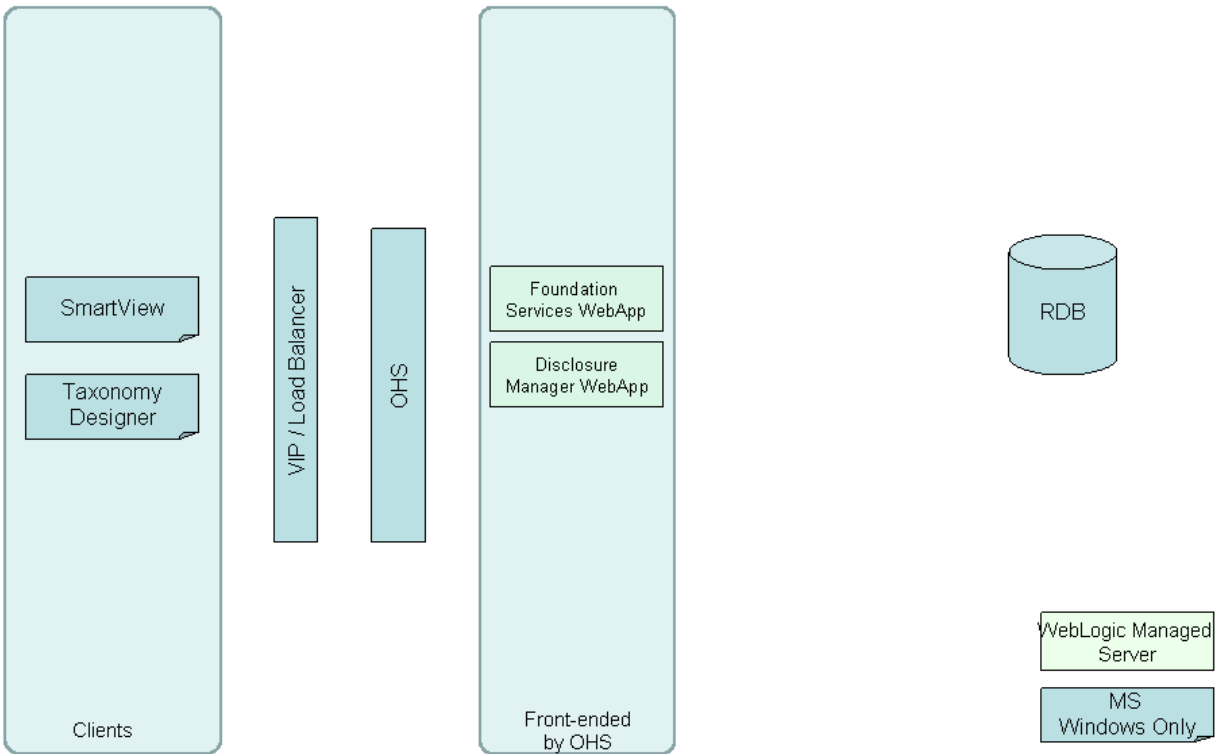 SmartView
Taxonomy
Designer
Clients
VIP / Load Balancer
OHS
Foundation
Services WebApp
Disclosure
Manager WebApp
Front-ended
by OHS
RDB
WebLogic Managed
Server
MS
Windows Only